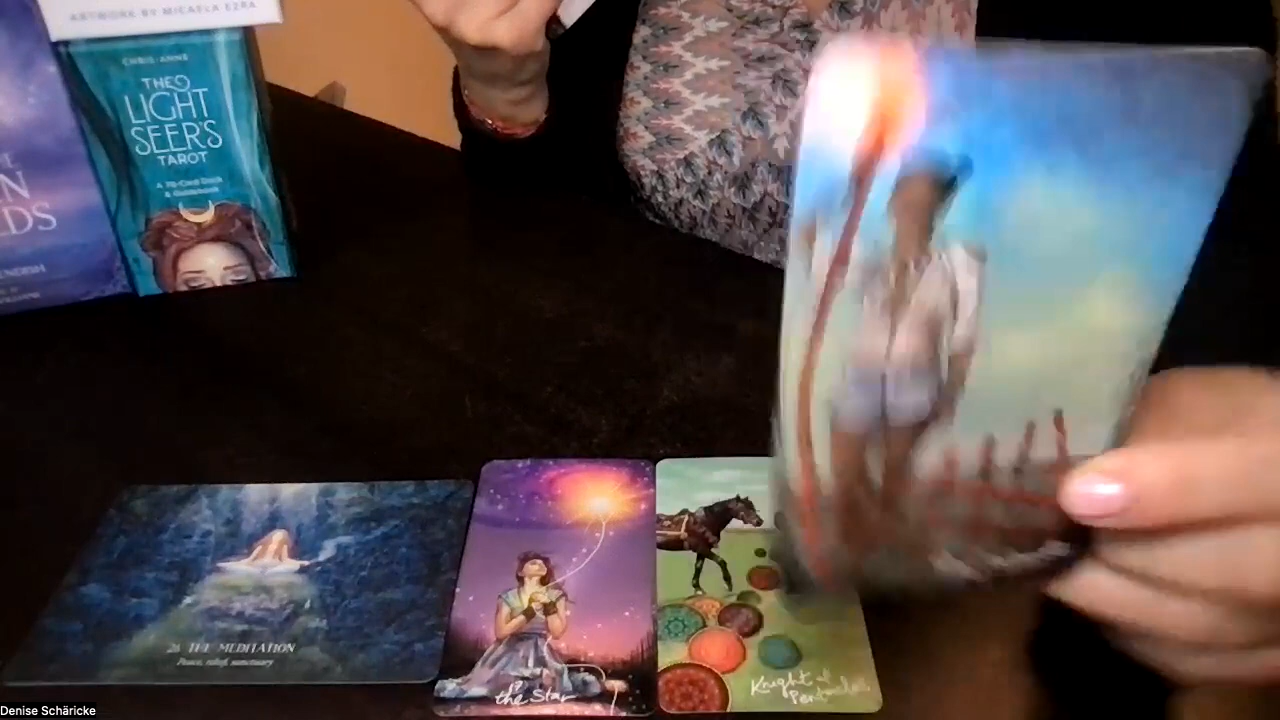 ARTWORK BY MICAELA EZRA
CHRIS-ANNE
THE
LIGHT
SEER'S
TAROT
A 78-Card Deck
& Guidebook
26 THE MEDITATION
Peace, relief, sanctuary
the Star
Knight of
Pentacles
Denise Schäricke